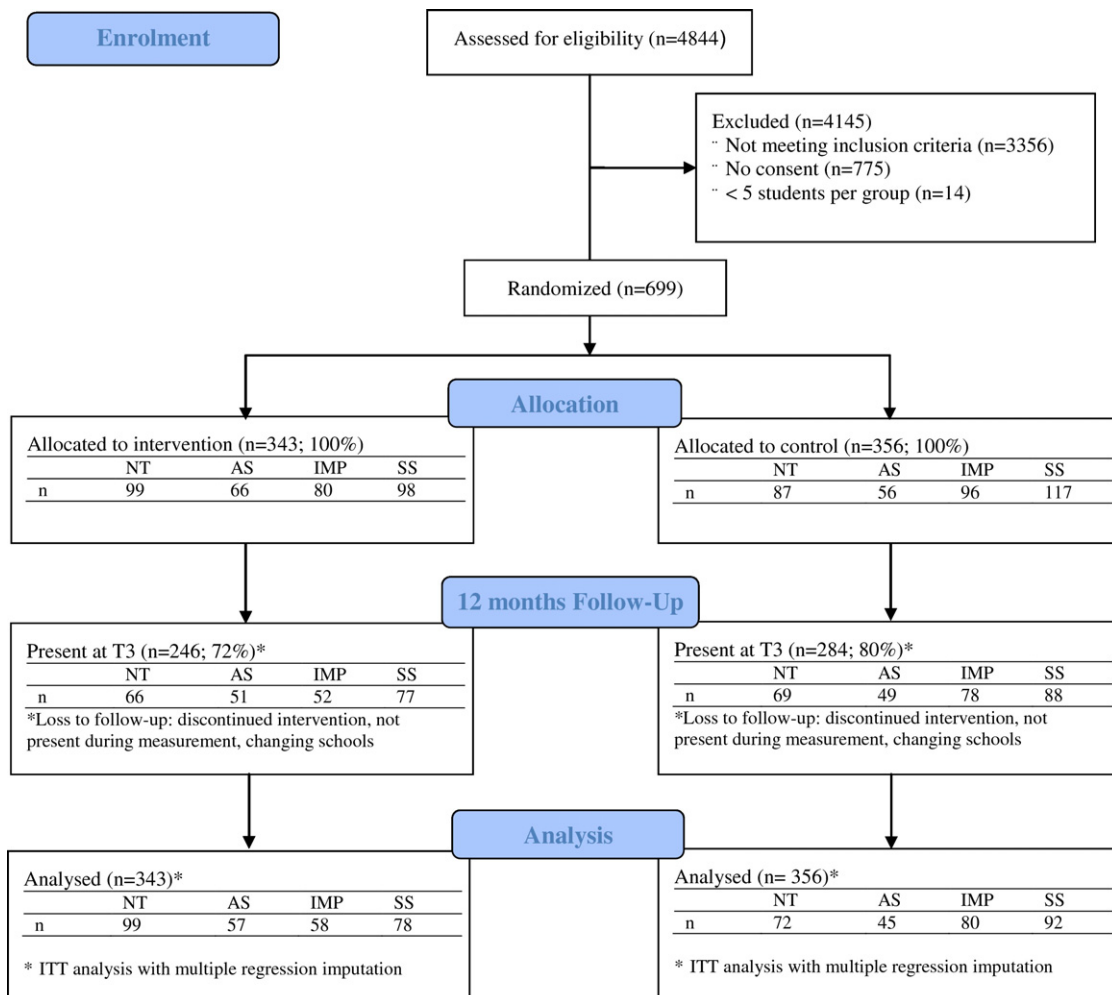 Enrolment
Assessed for eligibility (n=4844)
Excluded (n=4145)
¨ Not meeting inclusion criteria (n=3356)
¨ No consent (n=775)
¨ < 5 students per group (n=14)
Randomized (n=699)
Allocation
Allocated to intervention (n=343; 100%)
NT AS IMP SS
n 99 66 80 98
Allocated to control (n=356; 100%)
NT AS IMP SS
n 87 56 96 117
12 months Follow-Up
Present at T3 (n=246; 72%)*
NT AS IMP SS
n 66 51 52 77
*Loss to follow-up: discontinued intervention, not
present during measurement, changing schools
Present at T3 (n=284; 80%)*
NT AS IMP SS
n 69 49 78 88
*Loss to follow-up: discontinued intervention, not
present during measurement, changing schools
Analysis
Analysed (n=343)*
NT AS IMP SS
n 99 57 58 78
* ITT analysis with multiple regression imputation
Analysed (n= 356)*
NT AS IMP SS
n 72 45 80 92
* ITT analysis with multiple regression imputation